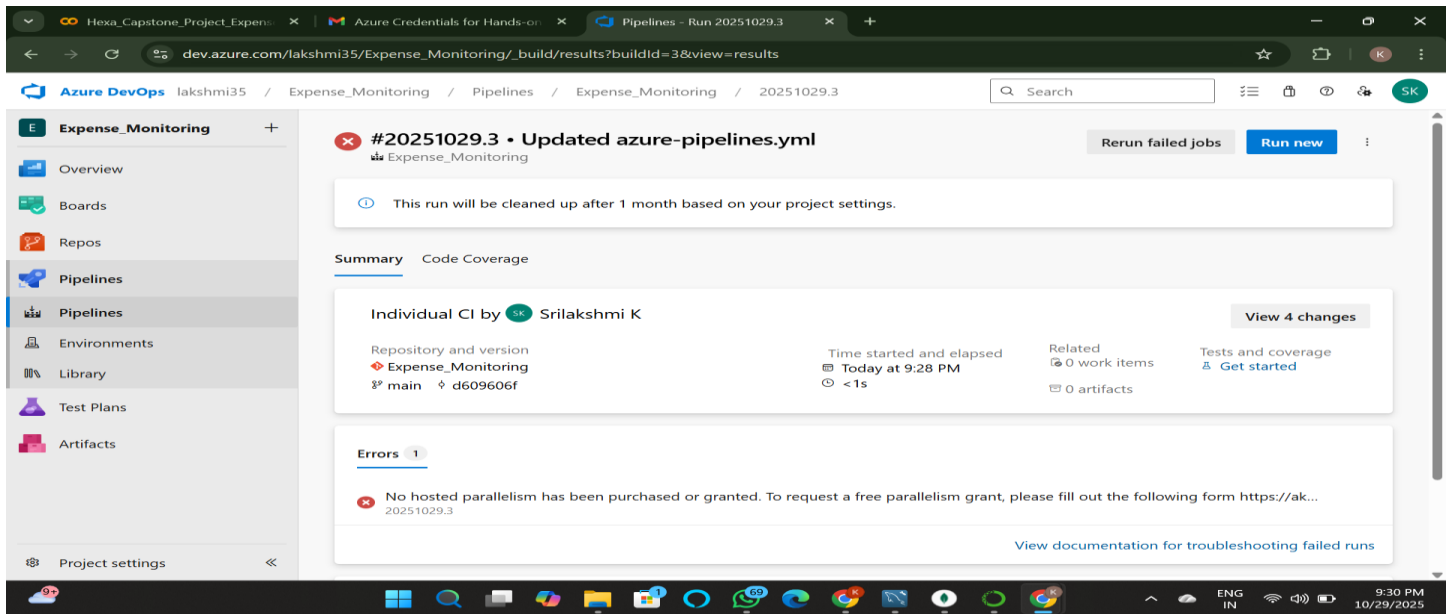 Hexa_Capstone_Project_Expens
Azure Credentials for Hands-on
Pipelines - Run 20251029.3
dev.azure.com/lakshmi35/Expense_Monitoring/_build/results?buildId=3&view=results
K
Azure DevOps lakshmi35 / Expense_Monitoring / Pipelines / Expense_Monitoring / 20251029.3
Search
SK
E Expense_Monitoring
Overview
Boards
Repos
Pipelines
Pipelines
Environments
Library
Test Plans
Artifacts
Project settings
#20251029.3 • Updated azure-pipelines.yml
Expense_Monitoring
Rerun failed jobs
Run new
This run will be cleaned up after 1 month based on your project settings.
Summary Code Coverage
Individual CI by SK Srilakshmi K
View 4 changes
Repository and version
Expense_Monitoring
main d609606f
Time started and elapsed
Today at 9:28 PM
<1s
Related
0 work items
0 artifacts
Tests and coverage
Get started
Errors 1
No hosted parallelism has been purchased or granted. To request a free parallelism grant, please fill out the following form https://ak...
20251029.3
View documentation for troubleshooting failed runs
9+
1
69
K
K
ENG
IN
9:30 PM
10/29/2025